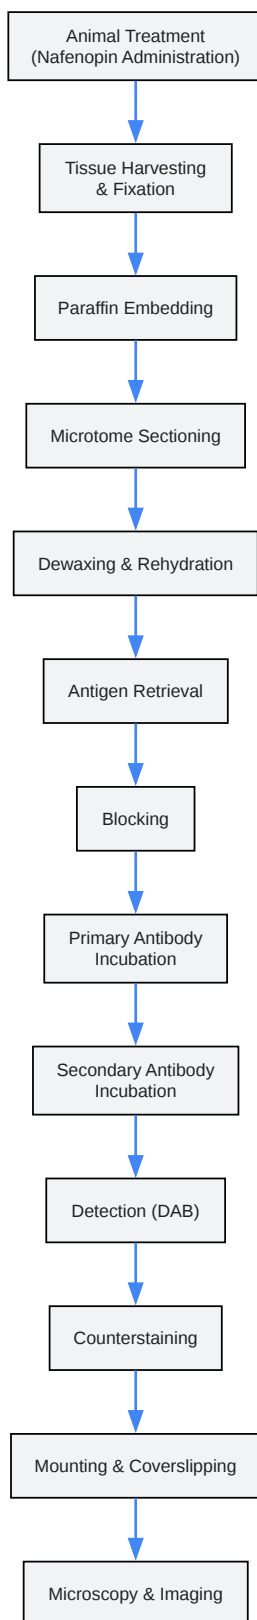 Animal Treatment
(Nafenopin Administration)
Tissue Harvesting
& Fixation
Paraffin Embedding
Microtome Sectioning
Dewaxing & Rehydration
Antigen Retrieval
Blocking
Primary Antibody
Incubation
Secondary Antibody
Incubation
Detection (DAB)
Counterstaining
Mounting & Coverslipping
Microscopy & Imaging